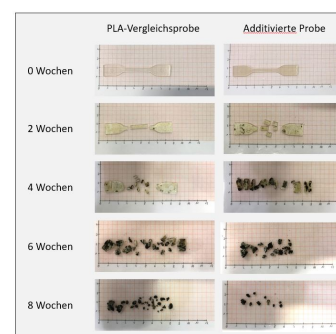 PLA-Vergleichsprobe
Additivierte Probe
0 Wochen
2 Wochen
4 Wochen
6 Wochen
8 Wochen